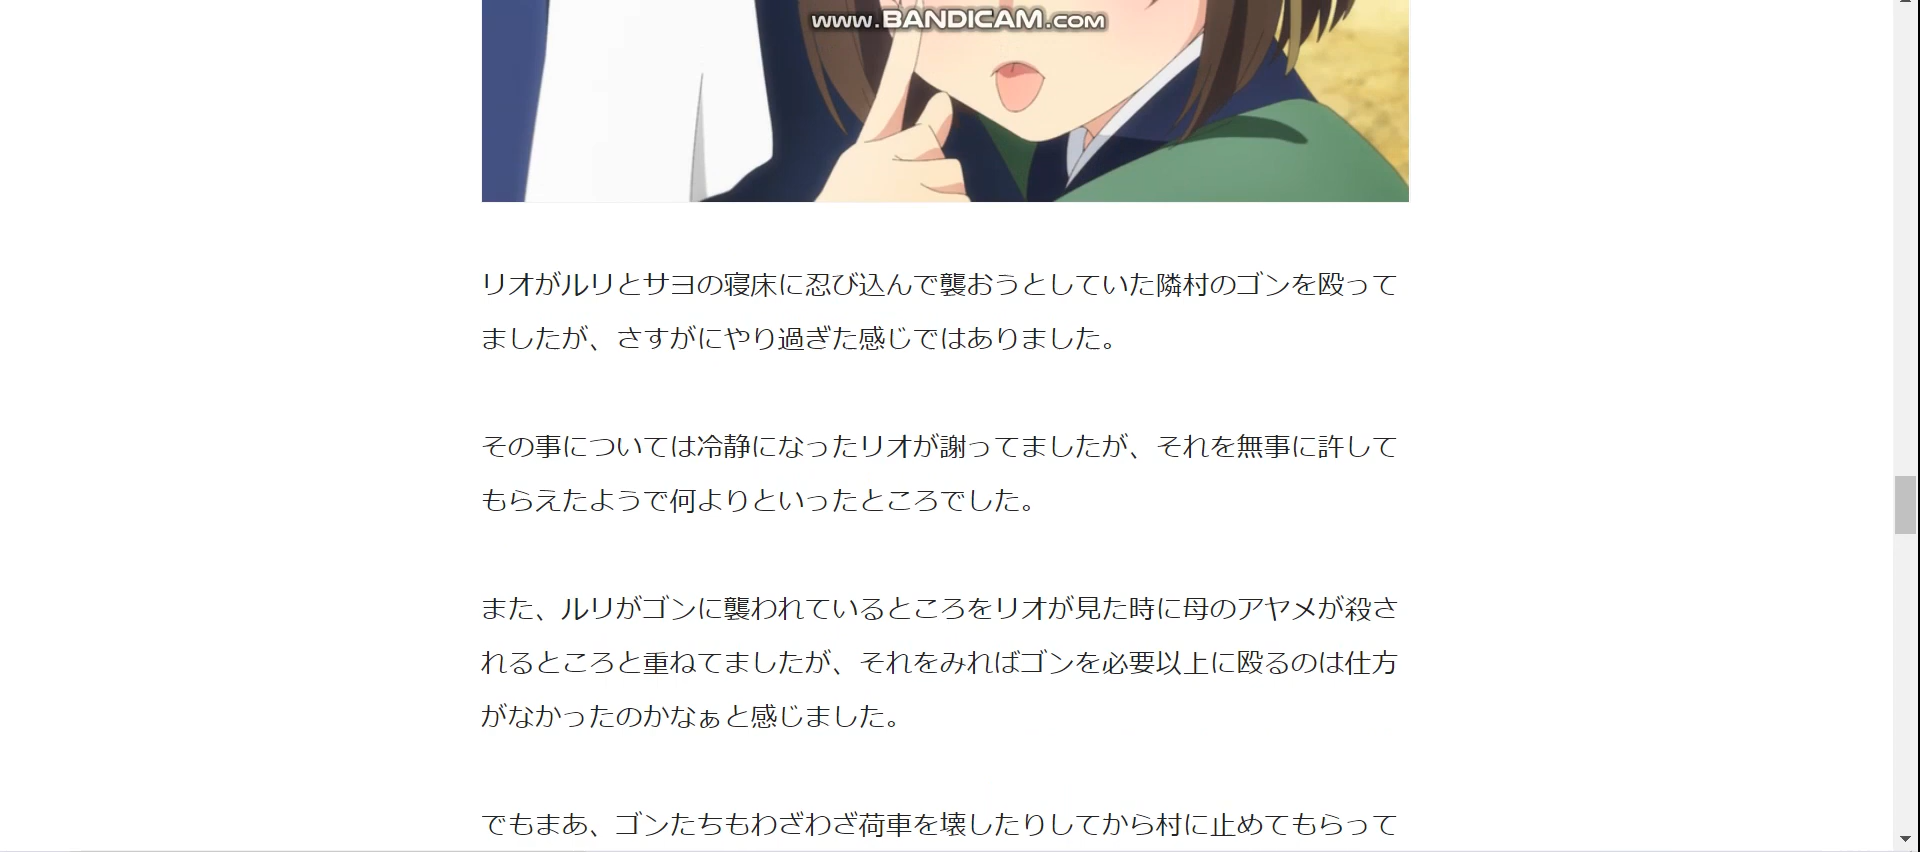 www.BANDICAM.com
リオがルリとサヨの寝床に忍び込んで襲おうとしていた隣村のゴンを殴って
ましたが、さすがにやり過ぎた感じではありました。
その事については冷静になったリオが謝ってましたが、それを無事に許して
もらえたようで何よりといったところでした。
また、ルリがゴンに襲われているところをリオが見た時に母のアヤメが殺さ
れるところと重ねてましたが、それをみればゴンを必要以上に殴るのは仕方
がなかったのかなぁと感じました。
でもまあ、ゴンたちもわざわざ荷車を壊したりしてから村に止めてもらって